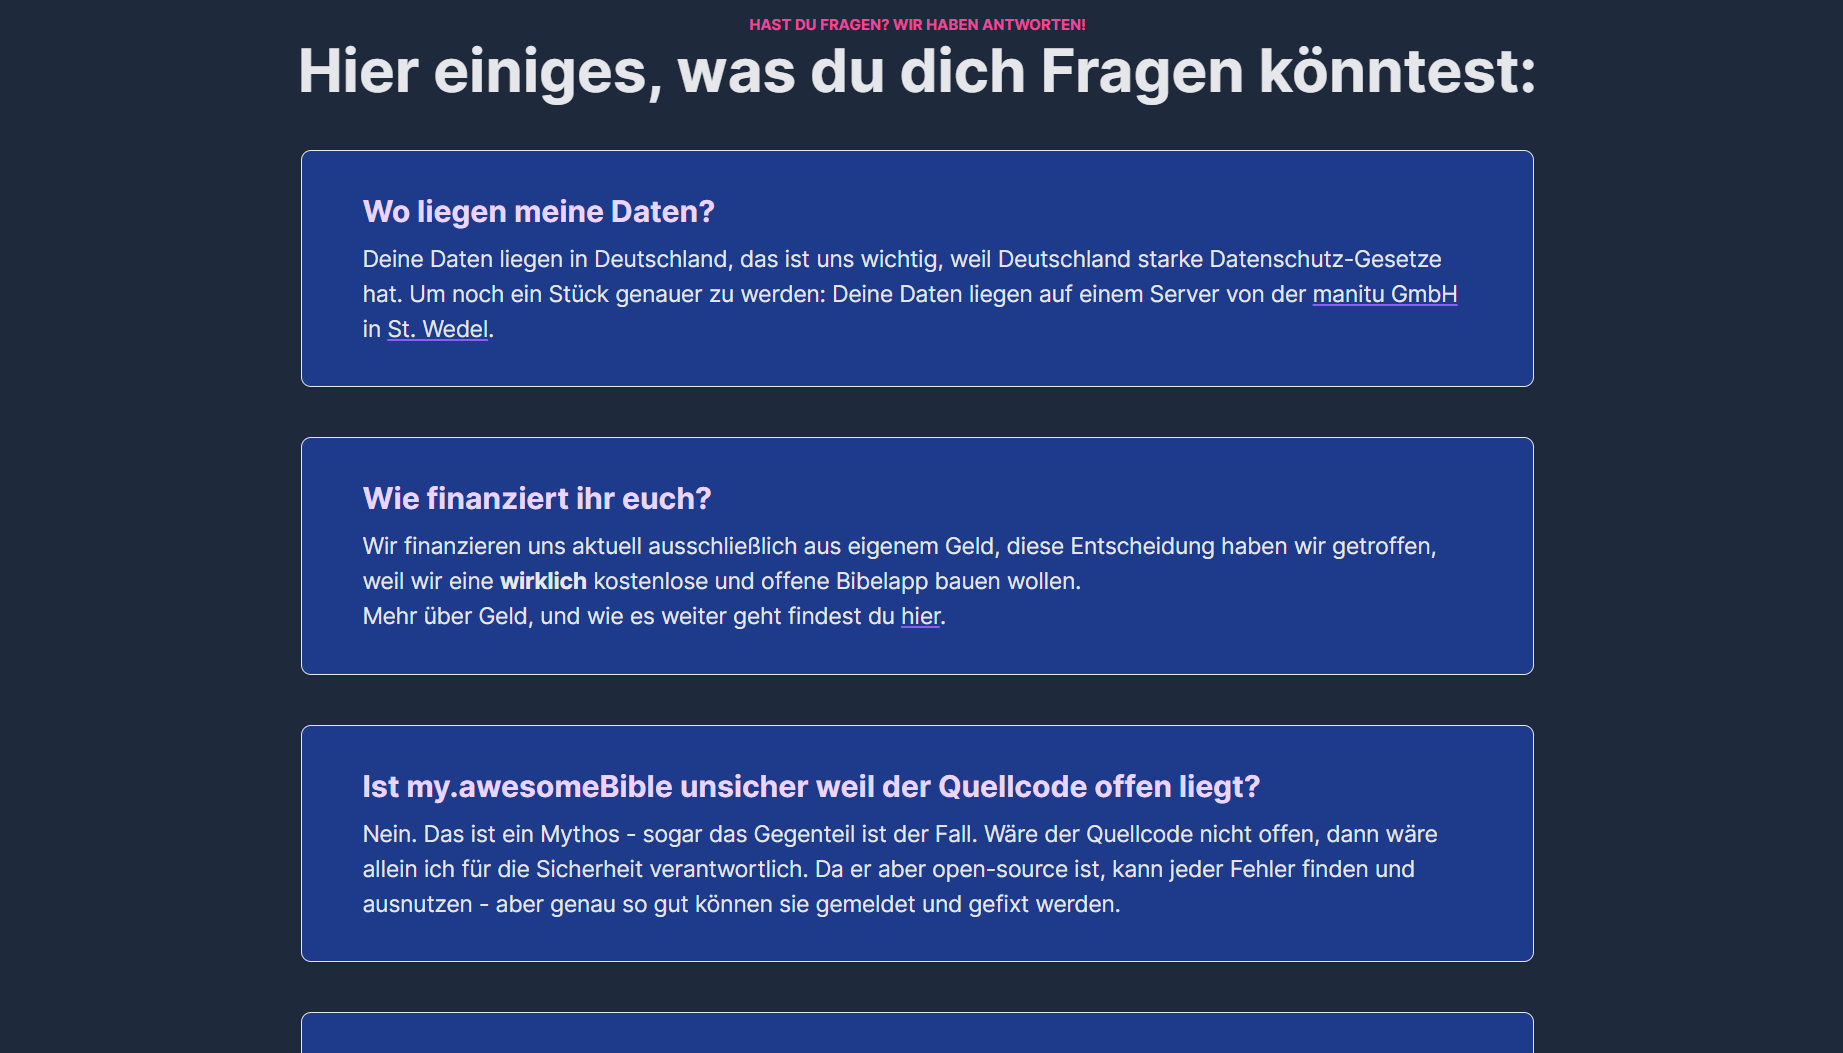 HAST DU FRAGEN? WIR HABEN ANTWORTEN!
Hier einiges, was du dich Fragen könntest:
Wo liegen meine Daten?
Deine Daten liegen in Deutschland, das ist uns wichtig, weil Deutschland starke Datenschutz-Gesetze
hat. Um noch ein Stück genauer zu werden: Deine Daten liegen auf einem Server von der manitu GmbH
in St. Wedel.
Wie finanziert ihr euch?
Wir finanzieren uns aktuell ausschließlich aus eigenem Geld, diese Entscheidung haben wir getroffen,
weil wir eine wirklich kostenlose und offene Bibelapp bauen wollen.
Mehr über Geld, und wie es weiter geht findest du hier.
Ist my.awesomeBible unsicher weil der Quellcode offen liegt?
Nein. Das ist ein Mythos - sogar das Gegenteil ist der Fall. Wäre der Quellcode nicht offen, dann wäre
allein ich für die Sicherheit verantwortlich. Da er aber open-source ist, kann jeder Fehler finden und
ausnutzen - aber genau so gut können sie gemeldet und gefixt werden.